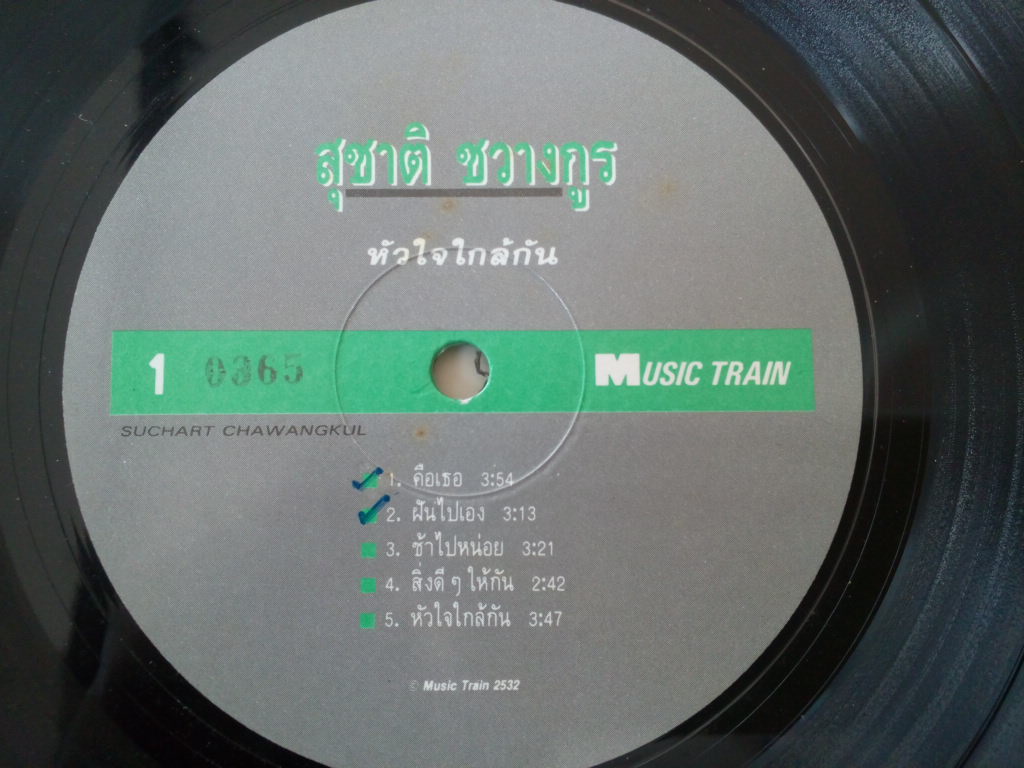 สุชาติ ชวางกูร
หัวใจใกล้กัน
1 0365 MUSIC TRAIN
SUCHART CHAWANGKUL
1. คือเธอ 3:54
2. ฝันไปเอง 3:13
3. ช้าไปหน่อย 3:21
4. สิ่งดี ๆ ให้กัน 2:42
5. หัวใจใกล้กัน 3:47
© Music Train 2532